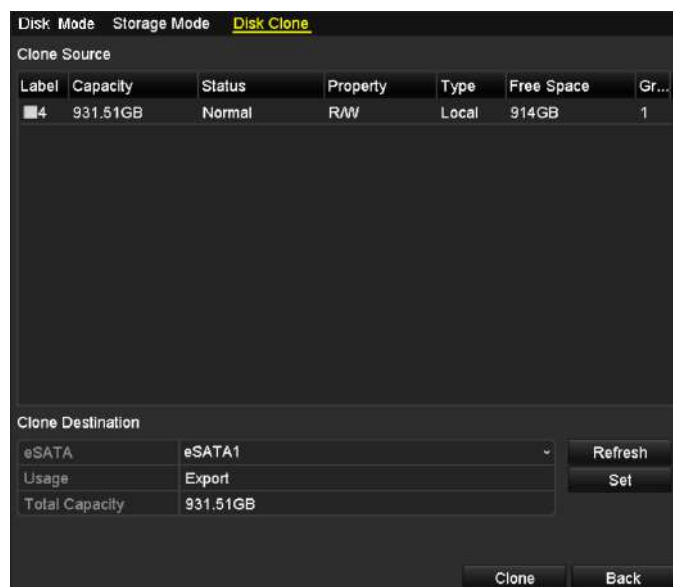 Disk Mode Storage Mode Disk Clone
Clone Source
Label Capacity Status Property Type Free Space Gr...
4 931.51GB Normal R/W Local 914GB 1
Clone Destination
eSATA eSATA1 Refresh
Usage Export Set
Total Capacity 931.51GB
Clone Back